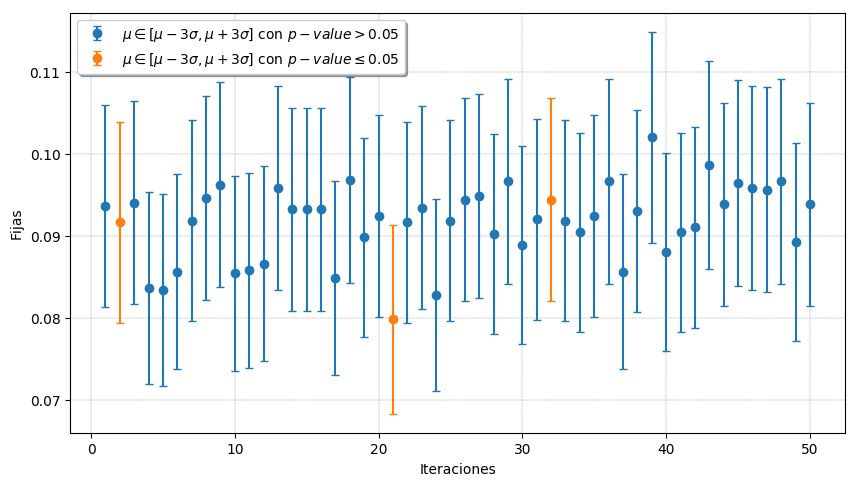 μ ∈ [μ − 3σ, μ + 3σ] con p − value > 0.05
μ ∈ [μ − 3σ, μ + 3σ] con p − value ≤ 0.05
Fijas
0.11
0.10
0.09
0.08
0.07
0 10 20 30 40 50
Iteraciones